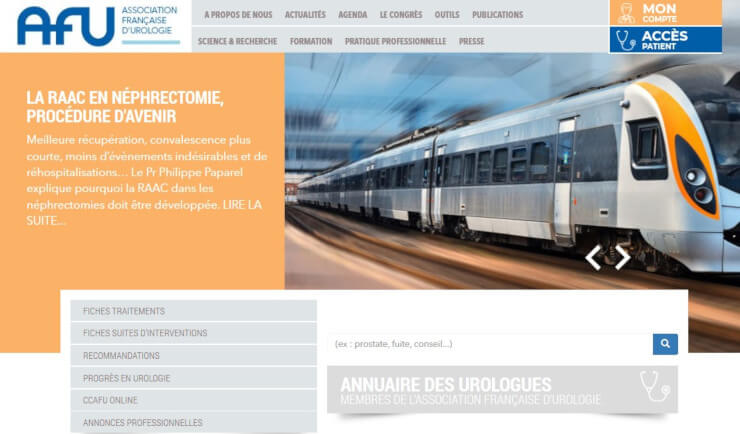 AFU
ASSOCIATION
FRANÇAISE
D'UROLOGIE
A PROPOS DE NOUS ACTUALITÉS AGENDA LE CONGRÈS OUTILS PUBLICATIONS
SCIENCE & RECHERCHE FORMATION PRATIQUE PROFESSIONNELLE PRESSE
MON
COMPTE
ACCÈS
PATIENT
LA RAAC EN NÉPHRECTOMIE,
PROCÉDURE D'AVENIR
Meilleure récupération, convalescence plus
courte, moins d'évènements indésirables et de
réhospitalisations... Le Pr Philippe Paparel
explique pourquoi la RAAC dans les
néphrectomies doit être développée. LIRE LA
SUITE...
FICHES TRAITEMENTS
FICHES SUITES D'INTERVENTIONS
RECOMMANDATIONS
PROGRÈS EN UROLOGIE
CCAFU ONLINE
ANNONCES PROFESSIONNELLES
(ex : prostate, fuite, conseil...)
ANNUAIRE DES UROLOGUES
MEMBRES DE L'ASSOCIATION FRANÇAISE D'UROLOGIE